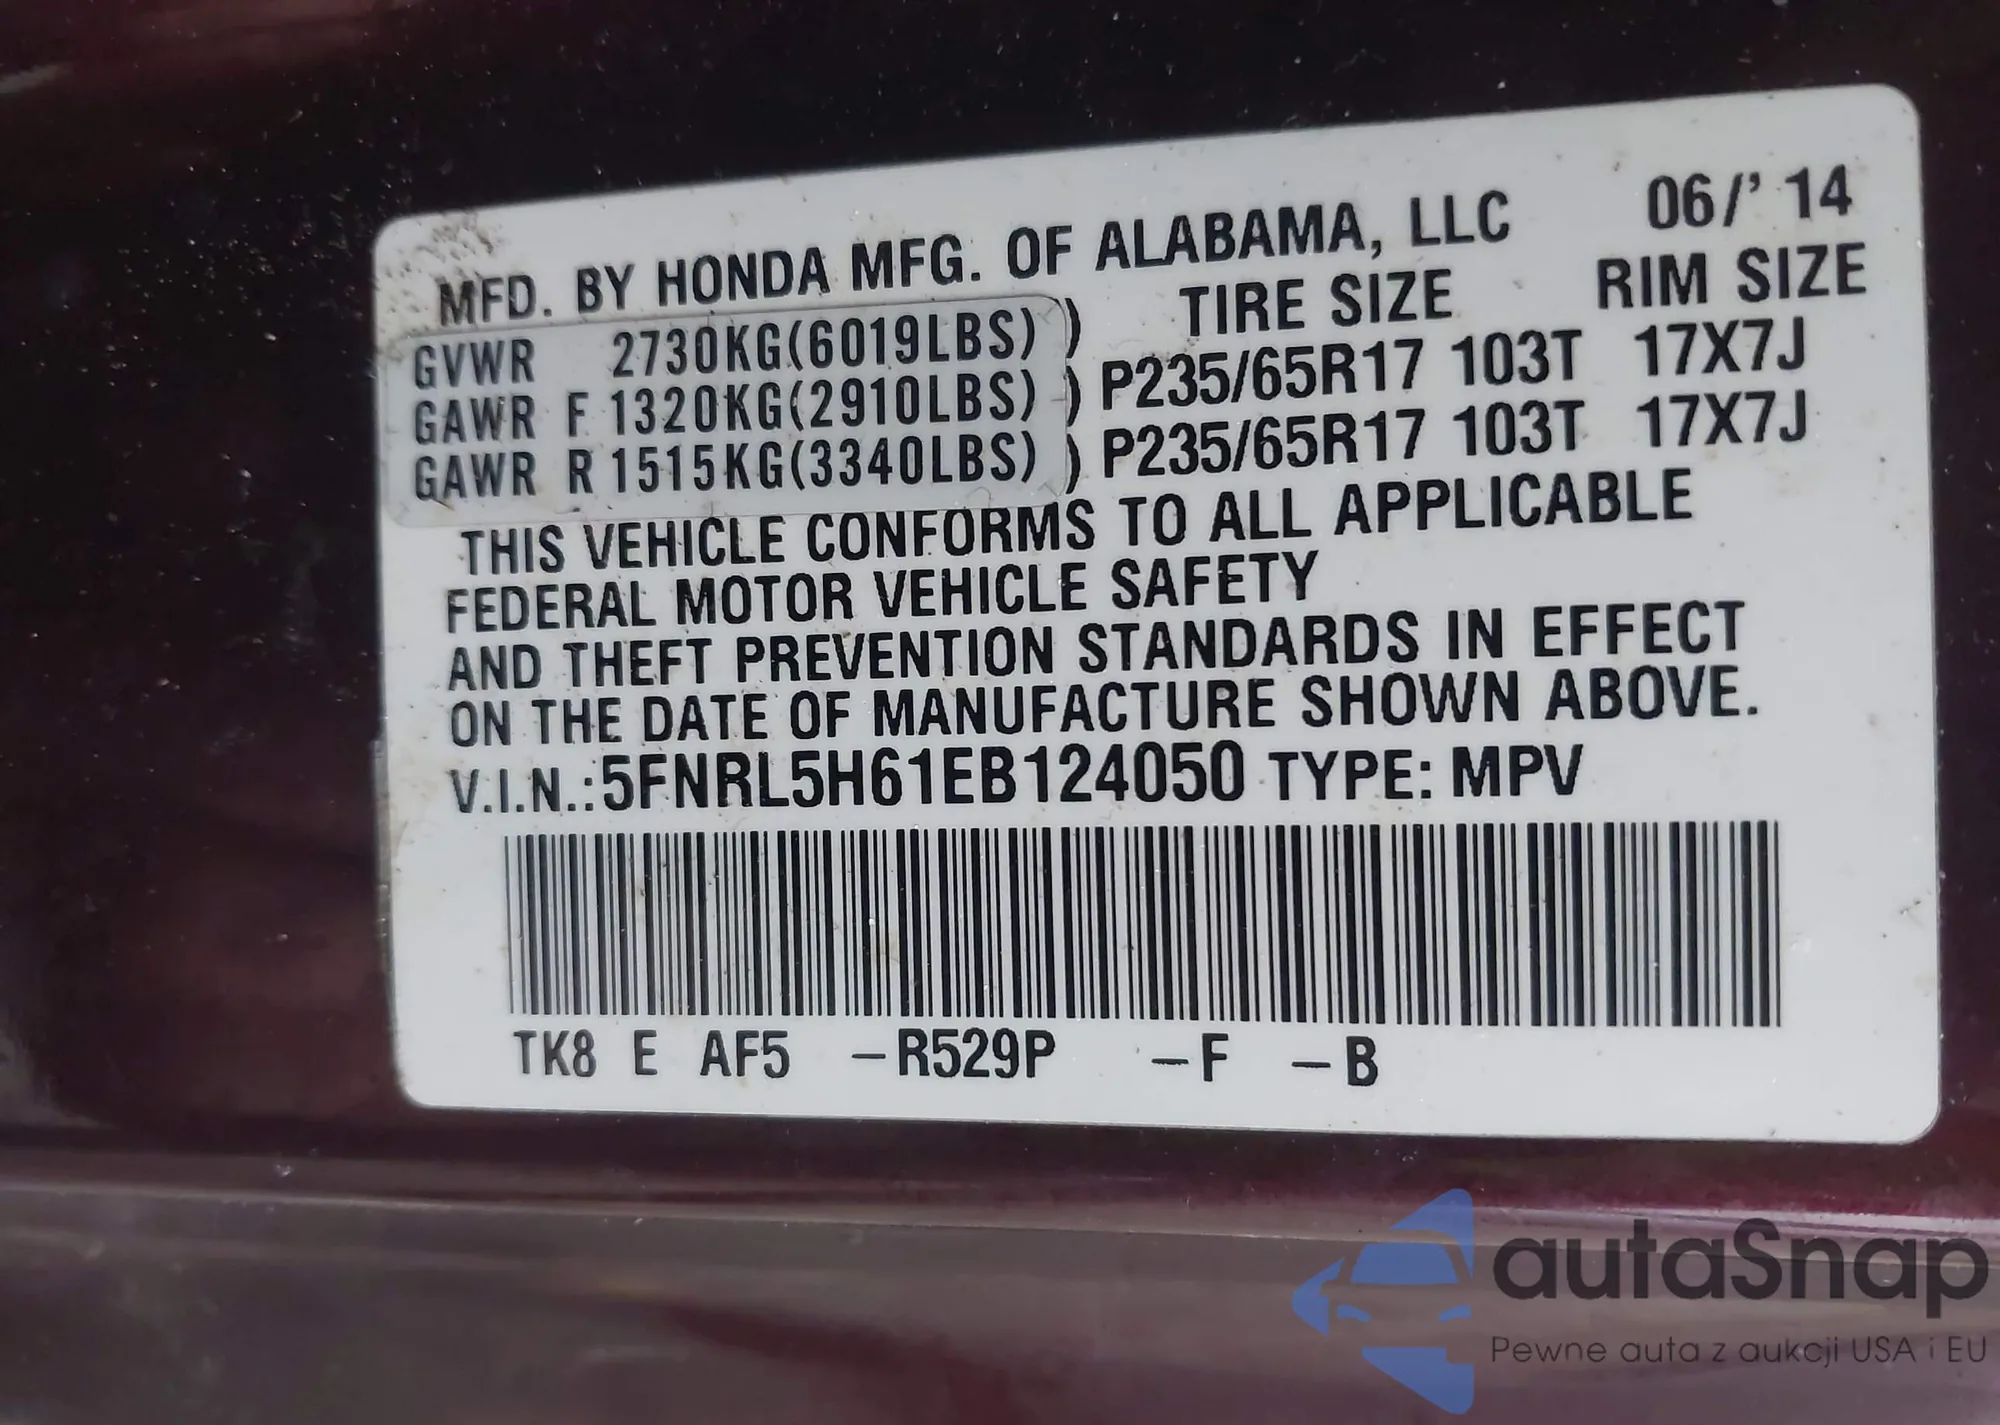 MFD. BY HONDA MFG. OF ALABAMA, LLC 06/' 14
GVWR 2730KG(6019LBS) ) TIRE SIZE RIM SIZE
GAWR F 1320KG(2910LBS) ) P235/65R17 103T 17X7J
GAWR R 1515KG(3340LBS) ) P235/65R17 103T 17X7J
THIS VEHICLE CONFORMS TO ALL APPLICABLE
FEDERAL MOTOR VEHICLE SAFETY
AND THEFT PREVENTION STANDARDS IN EFFECT
ON THE DATE OF MANUFACTURE SHOWN ABOVE.
V.I.N.:5FNRL5H61EB124050 TYPE: MPV
TK8 E AF5 –R529P –F –B
autaSnap
Pewne auta z aukcji USA i EU